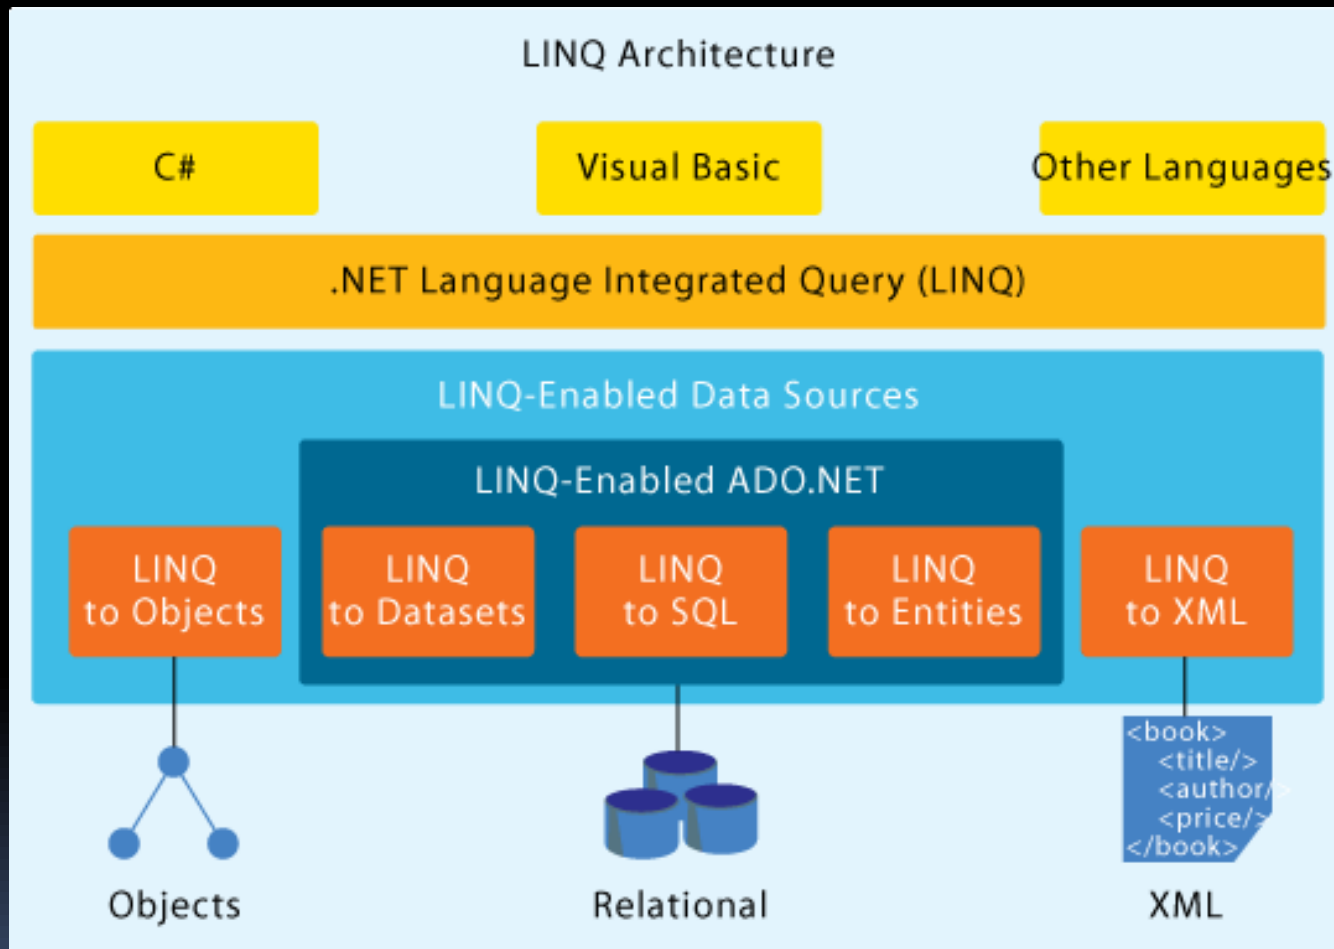 LINQ Architecture
C#
Visual Basic
Other Languages
.NET Language Integrated Query (LINQ)
LINQ-Enabled Data Sources
LINQ-Enabled ADO.NET
LINQ
to Objects
LINQ
to Datasets
LINQ
to SQL
LINQ
to Entities
LINQ
to XML
<book>
<title/>
<author/>
<price/>
</book>
Objects
Relational
XML